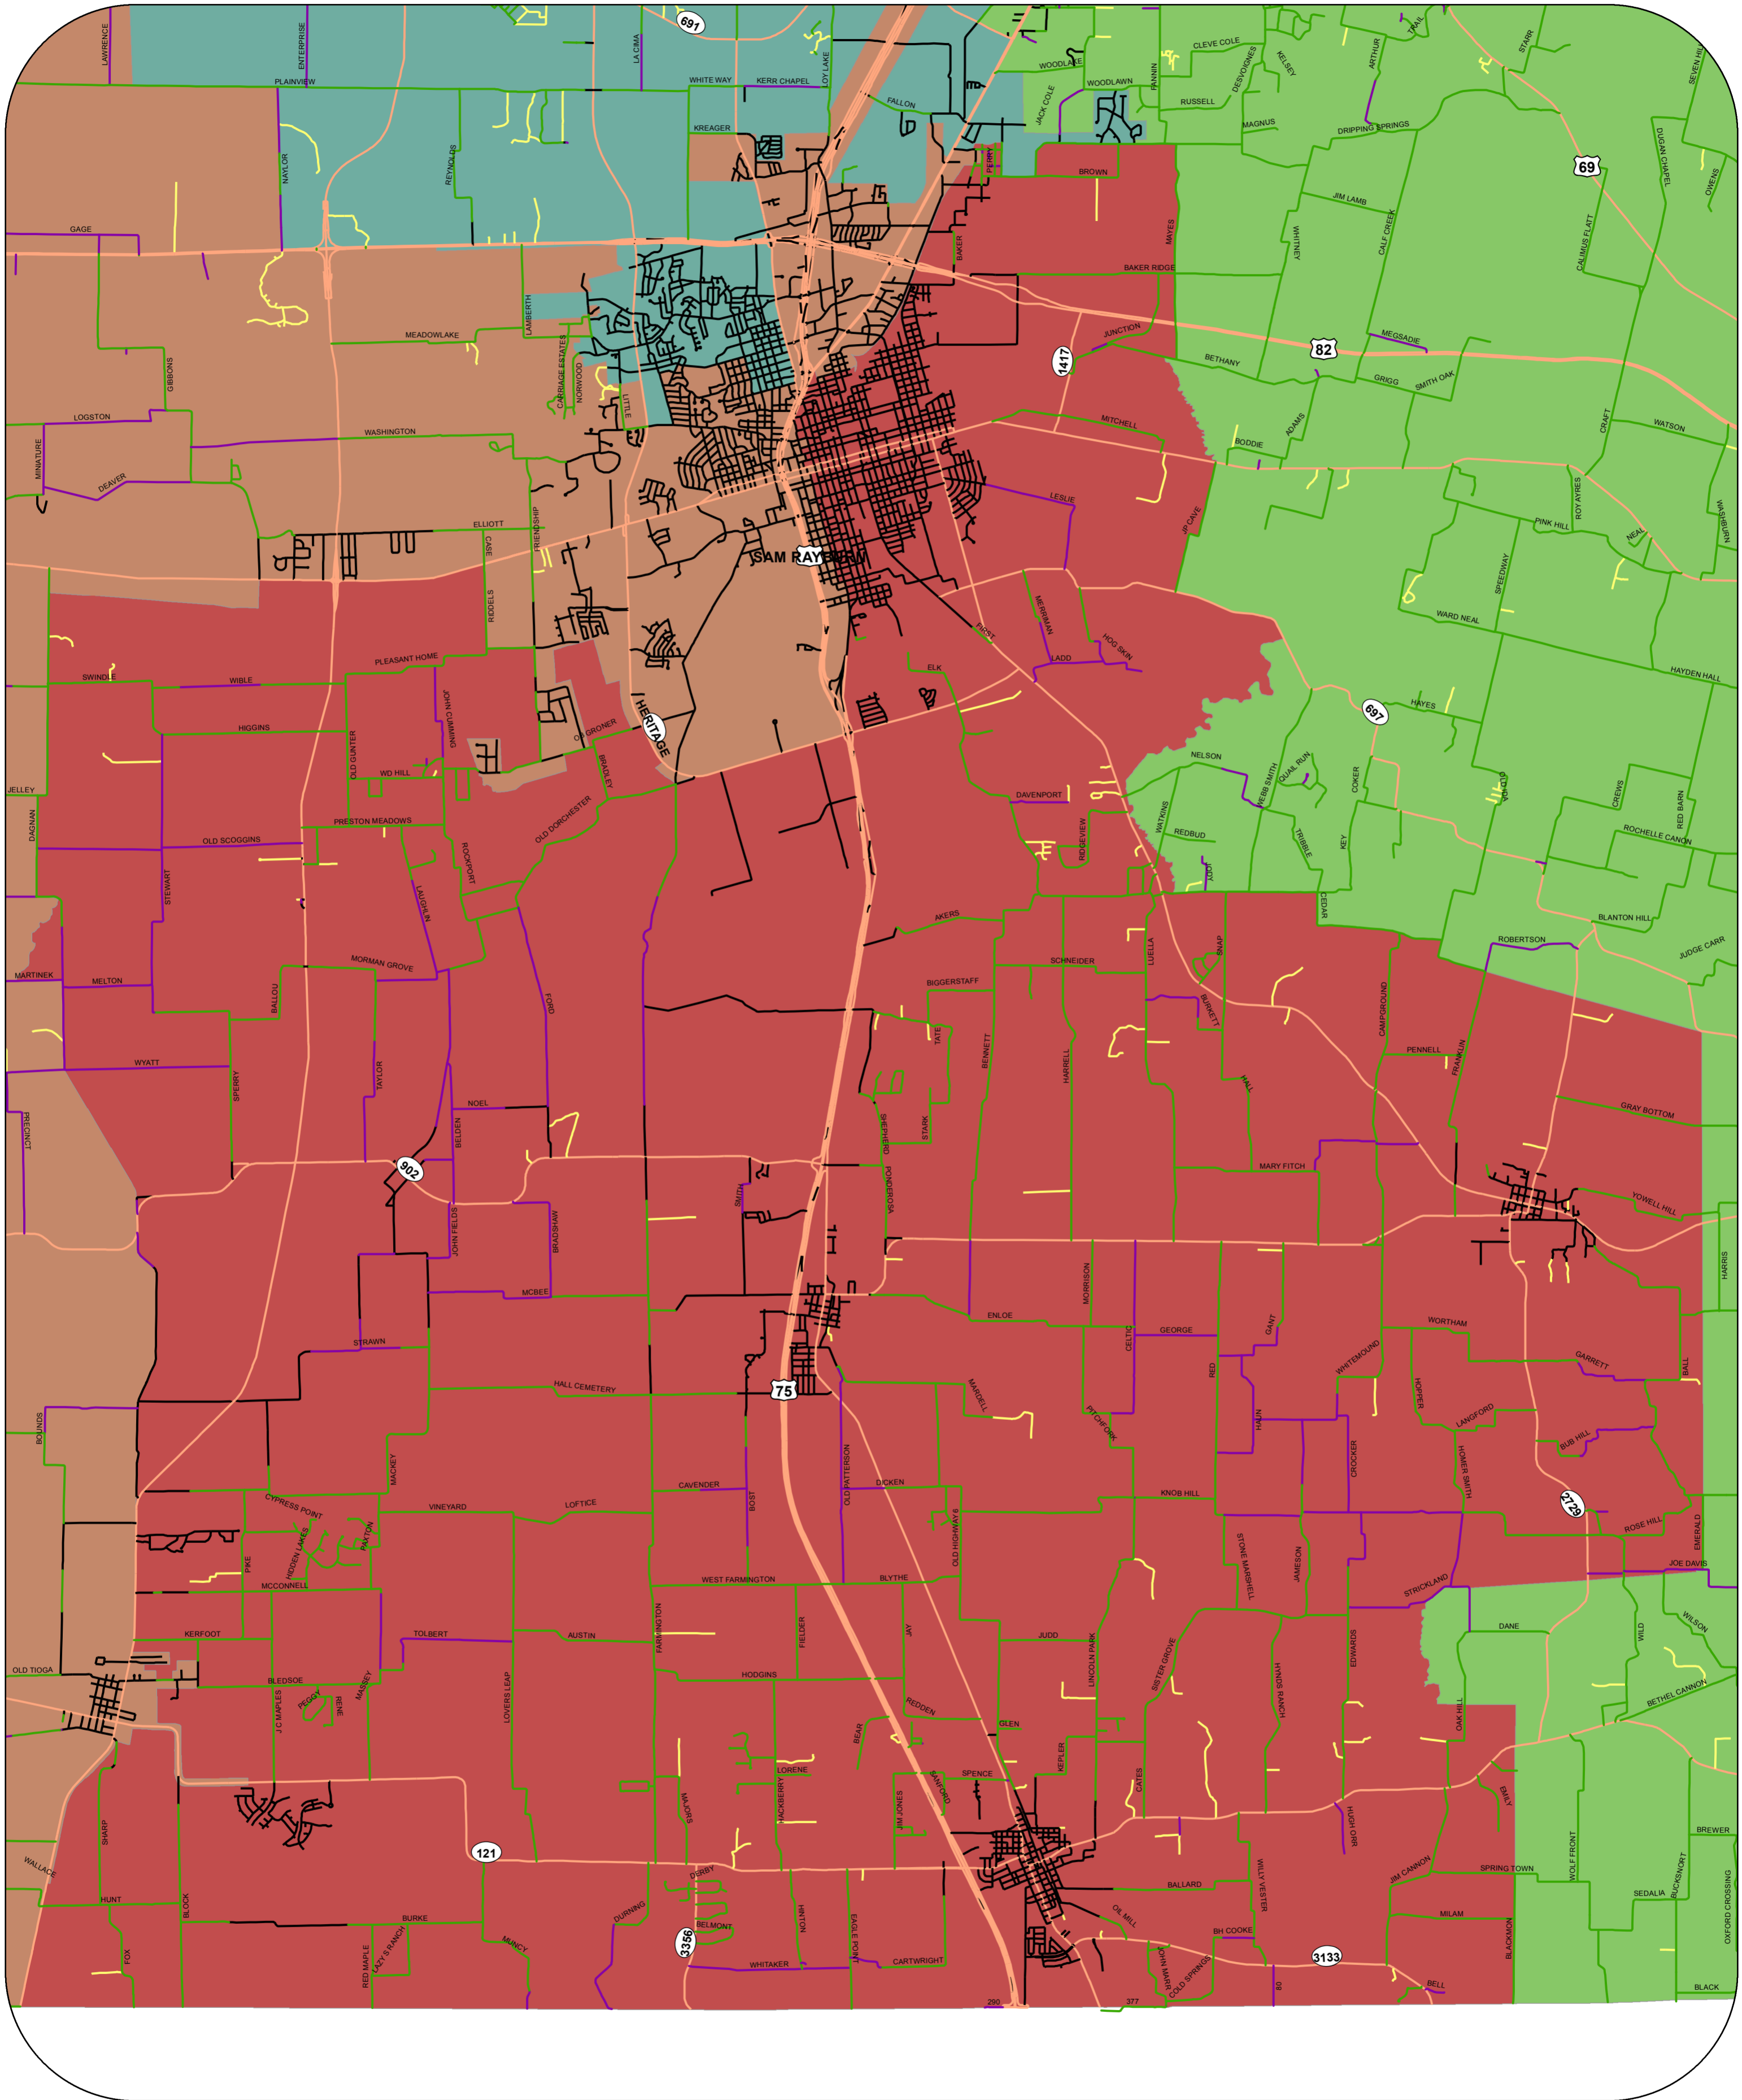 LAWRENCE
ENTERPRISE
LA CIMA
691
LOY LAKE
WOODLAKE
CLEVE COLE
DESVOIGNES
KELSEY
ARTHUR
TRAIL
STARR
PLAINVIEW
WHITE WAY
KERR CHAPEL
FALLON
JACK COLE
WOODLAWN
FANNIN
RUSSELL
MAGNUS
DRIPPING SPRINGS
DUGAN CHAPEL
OWENS
69
KREAGER
NAYLOR
REYNOLDS
PERRY
BROWN
JIM LAMB
GAGE
BAKER
MAYES
WHITNEY
CALF CREEK
CALIMUS FLATT
BAKER RIDGE
LAMBERTH
MEADOWLAKE
JUNCTION
1417
BETHANY
82
MEGSADIE
GRIGG
SMITH OAK
GIBBONS
CARRIAGE ESTATES
NORWOOD
LITTLE
LOGSTON
WASHINGTON
MITCHELL
ADAMS
BODDIE
CRAFT
WATSON
MINIATURE
DEAVER
LESLIE
JP CAVE
ROY AYRES
PINK HILL
NEAL
WASHBURN
ELLIOTT
CASE
FRIENDSHIP
SAM RAYBURN
SPEEDWAY
RIDDELS
MERRIMAN
FIRST
HOG SKIN
WARD NEAL
PLEASANT HOME
LADD
ELK
HAYDEN HALL
SWINDLE
WIBLE
JOHN CUMMING
HERITAGE
697
HAYES
HIGGINS
OLD GUNTER
OB GRONER
BRADLEY
WD HILL
NELSON
WEBB SMITH
QUAIL RUN
COKER
OLD IDA
CREWS
RED BARN
JELLEY
DAGNAN
DAVENPORT
WATKINS
REDBUD
TRIBBLE
KEY
ROCHELLE CANON
PRESTON MEADOWS
OLD DORCHESTER
OLD SCOGGINS
ROCKPORT
RIDGEVIEW
JODY
STEWART
LAUGHLIN
AKERS
CEDAR
BLANTON HILL
ROBERTSON
JUDGE CARR
LUELLA
SNAP
SCHNEIDER
MORMAN GROVE
MARTINEK
MELTON
BALLOU
FORD
BIGGERSTAFF
BURKETT
CAMPGROUND
TATE
BENNETT
HARRELL
PENNELL
FRANKLIN
WYATT
SPERRY
TAYLOR
HALL
NOEL
BELDEN
PRECINCT
SHEPHERD
STARK
GRAY BOTTOM
902
MARY FITCH
SMITH
PONDEROSA
YOWELL HILL
JOHN FIELDS
BRADSHAW
HARRIS
MCBEE
MORRISON
ENLOE
CELTIC
GEORGE
GANT
WORTHAM
STRAWN
RED
WHITEMOUND
GARRETT
BALL
HALL CEMETERY
75
MARDELL
HOPPER
BOUNDS
PITCHFORK
HAUN
LANGFORD
BUB HILL
MACKEY
OLD PATTERSON
CROCKER
HOMER SMITH
CAVENDER
DICKEN
KNOB HILL
CYPRESS POINT
VINEYARD
LOFTICE
BOST
2729
ROSE HILL
EMERALD
HIDDEN LAKES
PAXTON
PIKE
OLD HIGHWAY 6
STONE MARSHELL
JAMESON
JOE DAVIS
MCCONNELL
WEST FARMINGTON
BLYTHE
STRICKLAND
KERFOOT
TOLBERT
AUSTIN
FARMINGTON
FIELDER
JAY
JUDD
LINCOLN PARK
SISTER GROVE
EDWARDS
DANE
WILD
WILSON
OLD TIOGA
BLEDSOE
MASSEY
HODGINS
HYNDS RANCH
BETHEL CANNON
J C MAPLES
PEGGY
RENE
LOVERS LEAP
REDDEN
BEAR
GLEN
OAK HILL
KEPLER
LORENE
SPENCE
SANFORD
CATES
EMILY
SHARP
MAJORS
HACKBERRY
JIM JONES
HUGH ORR
121
WOLF FRONT
BREWER
WALLACE
DERBY
JIM CANNON
SPRING TOWN
BUCKSNORT
WILLY VESTER
BALLARD
SEDALIA
OXFORD CROSSING
HUNT
BLOCK
BURKE
DURNING
BELMONT
HINTON
EAGLE POINT
OIL MILL
BH COOKE
MILAM
BLACKMON
FOX
RED MAPLE
LAZY S RANCH
MUNCY
3356
WHITAKER
CARTWRIGHT
JOHN MARR
COLD SPRINGS
3133
BELL
BLACK
290
377
80